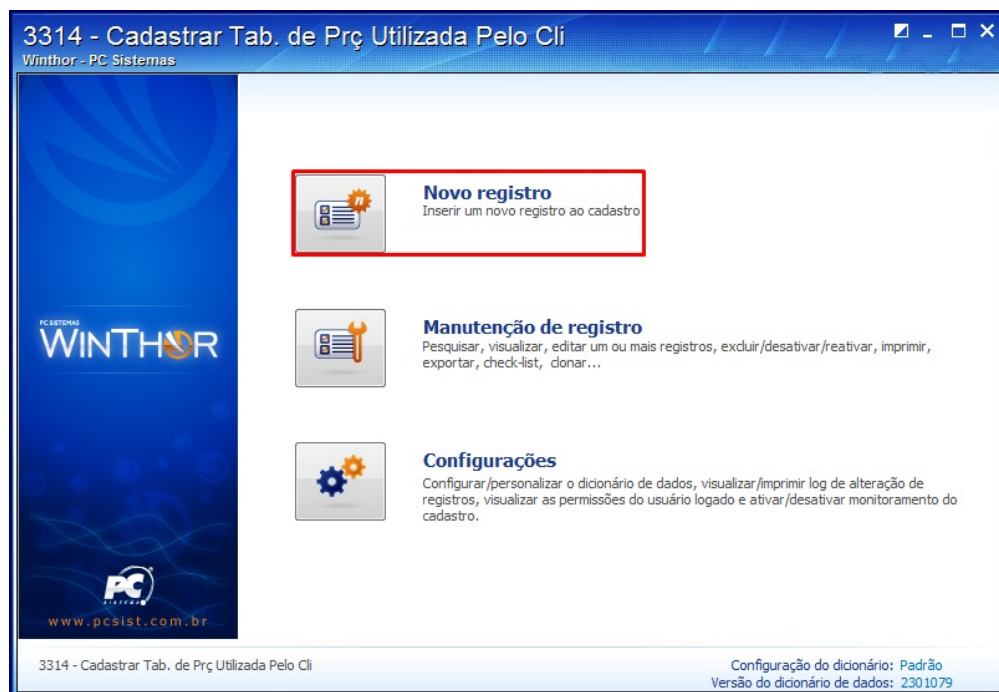 3314 - Cadastrar Tab. de Prç Utilizada Pelo Cli
Winthor - PC Sistemas
Novo registro
Inserir um novo registro ao cadastro
Manutenção de registro
Pesquisar, visualizar, editar um ou mais registros, excluir/desativar/reativar, imprimir,
exportar, check-list, clonar...
PC SISTEMAS
WINTHOR
Configurações
Configurar/personalizar o dicionário de dados, visualizar/imprimir log de alteração de
registros, visualizar as permissões do usuário logado e ativar/desativar monitoramento do
cadastro.
PC
SISTEMAS
www.pcsist.com.br
3314 - Cadastrar Tab. de Prç Utilizada Pelo Cli
Configuração do dicionário: Padrão
Versão do dicionário de dados: 2301079